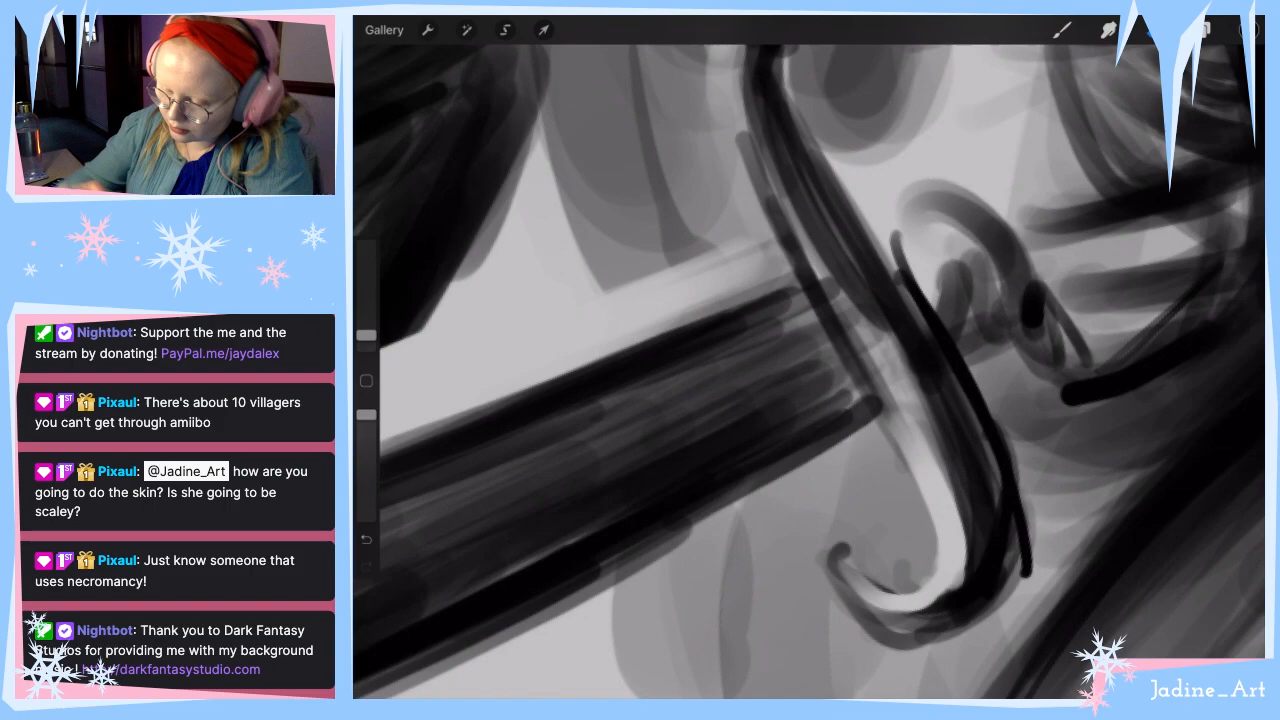 Gallery
Nightbot: Support the me and the
stream by donating! PayPal.me/jaydalex
Pixaul: There's about 10 villagers
you can't get through amiibo
Pixaul: @Jadine_Art how are you
going to do the skin? Is she going to be
scaley?
Pixaul: Just know someone that
uses necromancy!
Nightbot: Thank you to Dark Fantasy
Studios for providing me with my background
darkfantasystudio.com
Jadine_Art